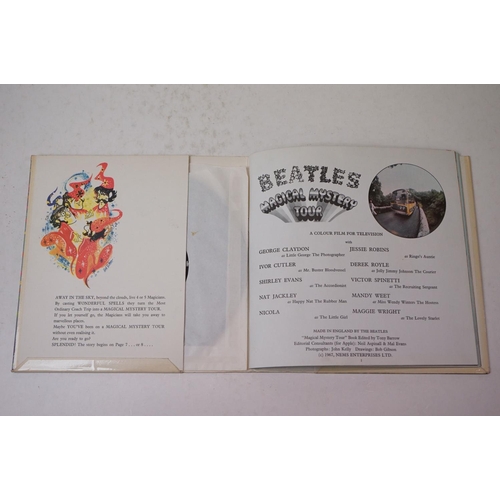 AWAY IN THE SKY, beyond the clouds, live 4 or 5 Magicians.
By casting WONDERFUL SPELLS they turn the Most
Ordinary Coach Trip into a MAGICAL MYSTERY TOUR.
If you let yourself go, the Magicians will take you away to
marvellous places.
Maybe YOU'VE been on a MAGICAL MYSTERY TOUR
without even realising it.
Are you ready to go?
SPLENDID! The story begins on Page 7 . . . or 8 . . . .
BEATLES
MAGICAL MYSTERY
TOUR
A COLOUR FILM FOR TELEVISION
with
GEORGE CLAYDON
as Little George The Photographer
IVOR CUTLER
as Mr. Buster Bloodvessel
SHIRLEY EVANS
as The Accordionist
NAT JACKLEY
as Happy Nat The Rubber Man
NICOLA
as The Little Girl
JESSIE ROBINS
as Ringo's Auntie
DEREK ROYLE
as Jolly Jimmy Johnson The Courier
VICTOR SPINETTI
as The Recruiting Sergeant
MANDY WEET
as Miss Wendy Winters The Hostess
MAGGIE WRIGHT
as The Lovely Starlet
MADE IN ENGLAND BY THE BEATLES
"Magical Mystery Tour" Book Edited by Tony Barrow
Editorial Consultants (for Apple): Neil Aspinall & Mal Evans
Photographs: John Kelly Drawings: Bob Gibson
(c) 1967, NEMS ENTERPRISES LTD.